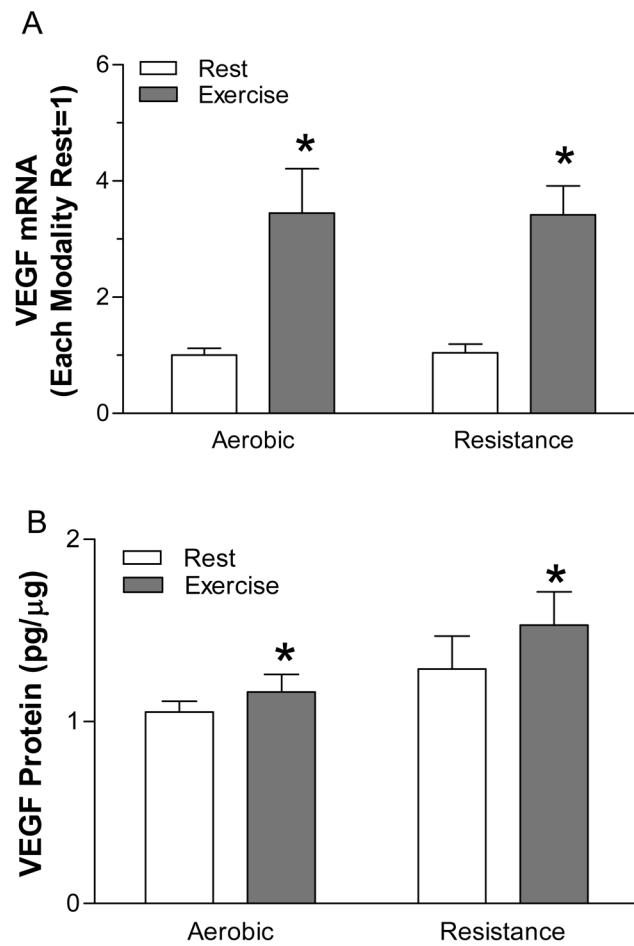 A
VEGF mRNA
(Each Modality Rest=1)
6
4
2
0
Rest
Exercise
*
*
Aerobic
Resistance
B
VEGF Protein (pg/μg)
2
1
0
Rest
Exercise
*
*
Aerobic
Resistance